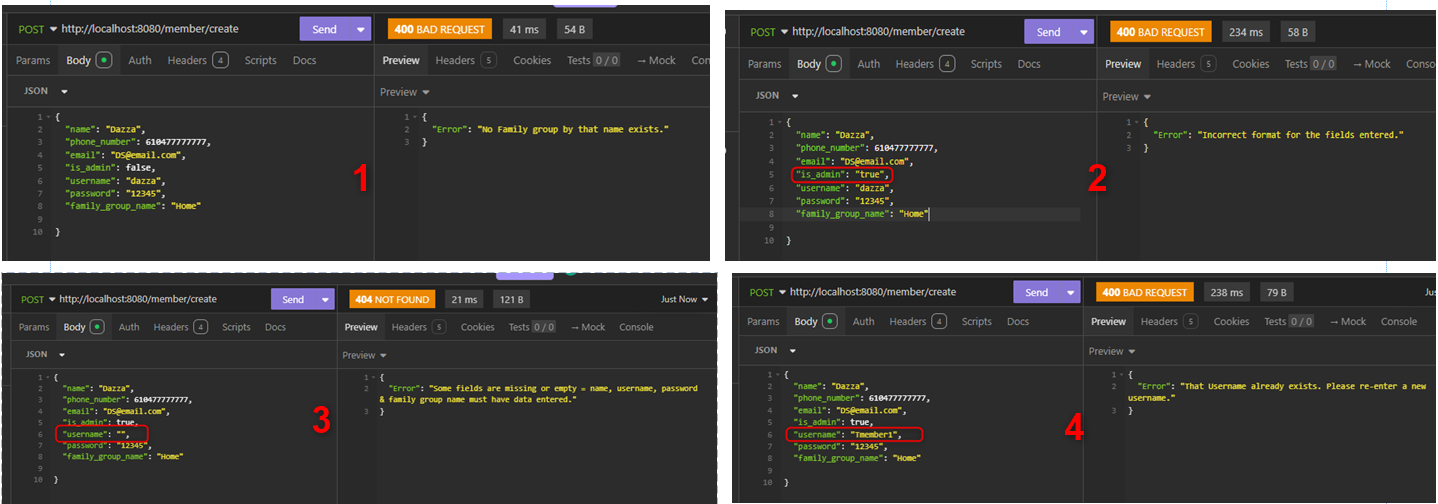 POST http://localhost:8080/member/create Send 400 BAD REQUEST 41 ms 54 B
Params Body Auth Headers 4 Scripts Docs Preview Headers 5 Cookies Tests 0 / 0 → Mock Con
JSON Preview
1 {
2 "name": "Dazza",
3 "phone_number": 610477777777,
4 "email": "DS@email.com",
5 "is_admin": false,
6 "username": "dazza",
7 "password": "12345",
8 "family_group_name": "Home"
9
10 }
1 {
2 "Error": "No Family group by that name exists."
3 }
1
POST http://localhost:8080/member/create Send 400 BAD REQUEST 234 ms 58 B
Params Body Auth Headers 4 Scripts Docs Preview Headers 5 Cookies Tests 0 / 0 → Mock Conso
JSON Preview
1 {
2 "name": "Dazza",
3 "phone_number": 610477777777,
4 "email": "DS@email.com",
5 "is_admin": "true",
6 "username": "dazza",
7 "password": "12345",
8 "family_group_name": "Home"
9
10 }
1 {
2 "Error": "Incorrect format for the fields entered."
3 }
2
POST http://localhost:8080/member/create Send 404 NOT FOUND 21 ms 121 B Just Now
Params Body Auth Headers 4 Scripts Docs Preview Headers 5 Cookies Tests 0 / 0 → Mock Console
JSON Preview
1 {
2 "name": "Dazza",
3 "phone_number": 610477777777,
4 "email": "DS@email.com",
5 "is_admin": true,
6 "username": "",
7 "password": "12345",
8 "family_group_name": "Home"
9
10 }
1 {
2 "Error": "Some fields are missing or empty = name, username, password
& family group name must have data entered."
3 }
3
POST http://localhost:8080/member/create Send 400 BAD REQUEST 238 ms 79 B Jus
Params Body Auth Headers 4 Scripts Docs Preview Headers 5 Cookies Tests 0 / 0 → Mock Console
JSON Preview
1 {
2 "name": "Dazza",
3 "phone_number": 610477777777,
4 "email": "DS@email.com",
5 "is_admin": true,
6 "username": "Tmember1",
7 "password": "12345",
8 "family_group_name": "Home"
9
10 }
1 {
2 "Error": "That Username already exists. Please re-enter a new
username."
3 }
4